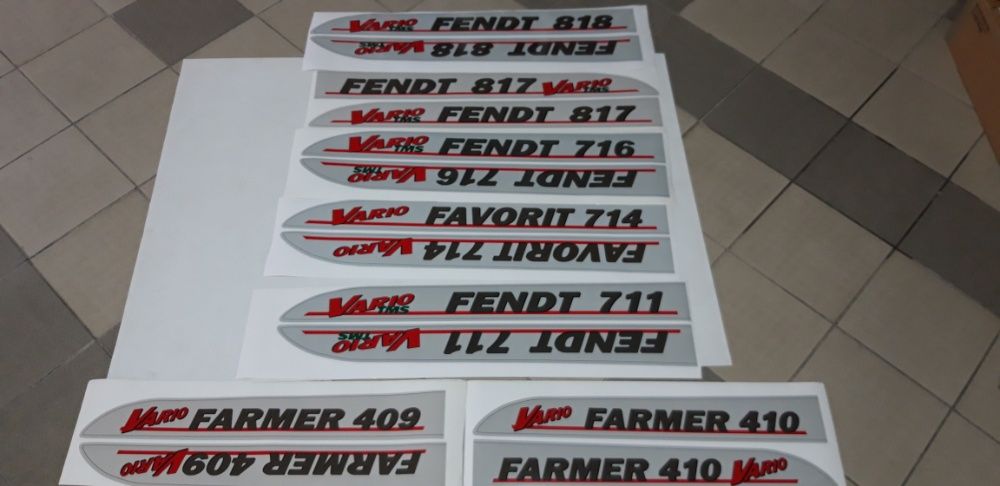 VARIO TMS FENDT 818
VARIO TMS FENDT 818
FENDT 817 VARIO TMS
VARIO TMS FENDT 817
VARIO TMS FENDT 716
VARIO TMS FENDT 716
VARIO FAVORIT 714
VARIO FAVORIT 714
VARIO TMS FENDT 711
VARIO TMS FENDT 711
VARIO FARMER 409
VARIO FARMER 409
VARIO FARMER 410
FARMER 410 VARIO